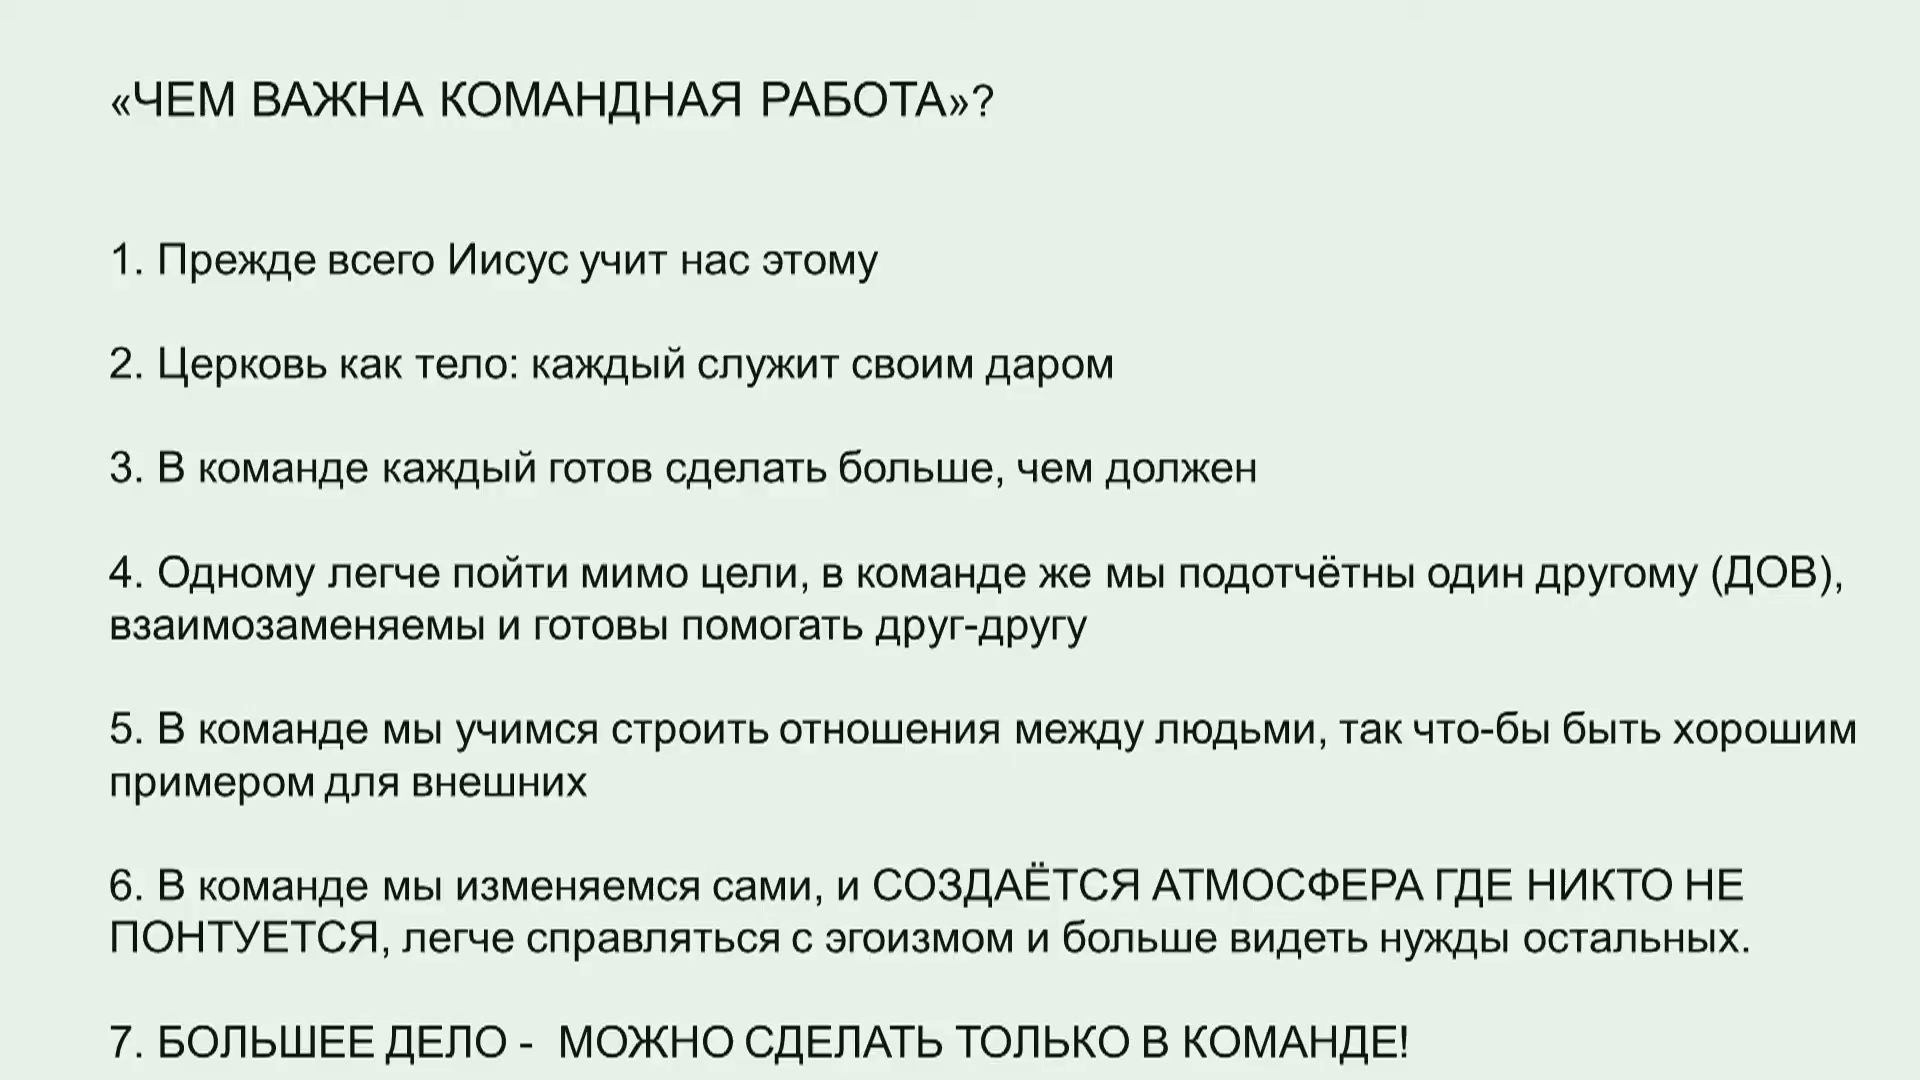 «ЧЕМ ВАЖНА КОМАНДНАЯ РАБОТА»?
1. Прежде всего Иисус учит нас этому
2. Церковь как тело: каждый служит своим даром
3. В команде каждый готов сделать больше, чем должен
4. Одному легче пойти мимо цели, в команде же мы подотчётны один другому (ДОВ),
взаимозаменяемы и готовы помогать друг-другу
5. В команде мы учимся строить отношения между людьми, так что-бы быть хорошим
примером для внешних
6. В команде мы изменяемся сами, и СОЗДАЁТСЯ АТМОСФЕРА ГДЕ НИКТО НЕ
ПОНТУЕТСЯ, легче справляться с эгоизмом и больше видеть нужды остальных.
7. БОЛЬШЕЕ ДЕЛО -  МОЖНО СДЕЛАТЬ ТОЛЬКО В КОМАНДЕ!